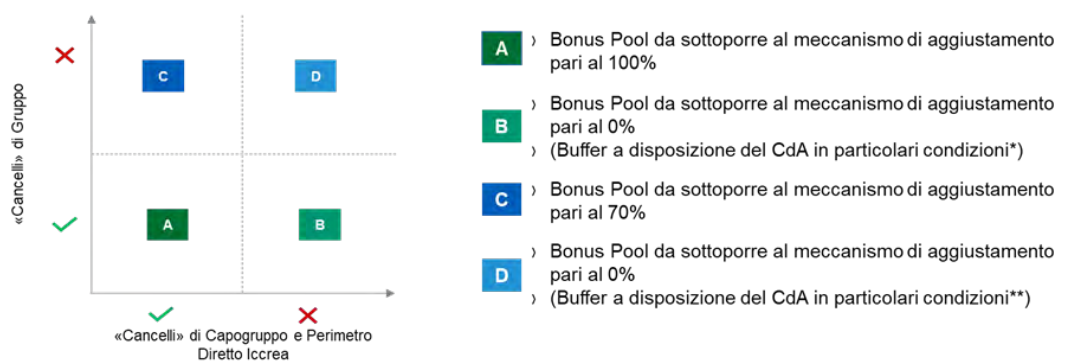 «Cancelli» di Gruppo
C
D
A
B
«Cancelli» di Capogruppo e Perimetro
Diretto Iccrea
A
› Bonus Pool da sottoporre al meccanismo di aggiustamento
pari al 100%
B
› Bonus Pool da sottoporre al meccanismo di aggiustamento
pari al 0%
› (Buffer a disposizione del CdA in particolari condizioni*)
C
› Bonus Pool da sottoporre al meccanismo di aggiustamento
pari al 70%
D
› Bonus Pool da sottoporre al meccanismo di aggiustamento
pari al 0%
› (Buffer a disposizione del CdA in particolari condizioni**)